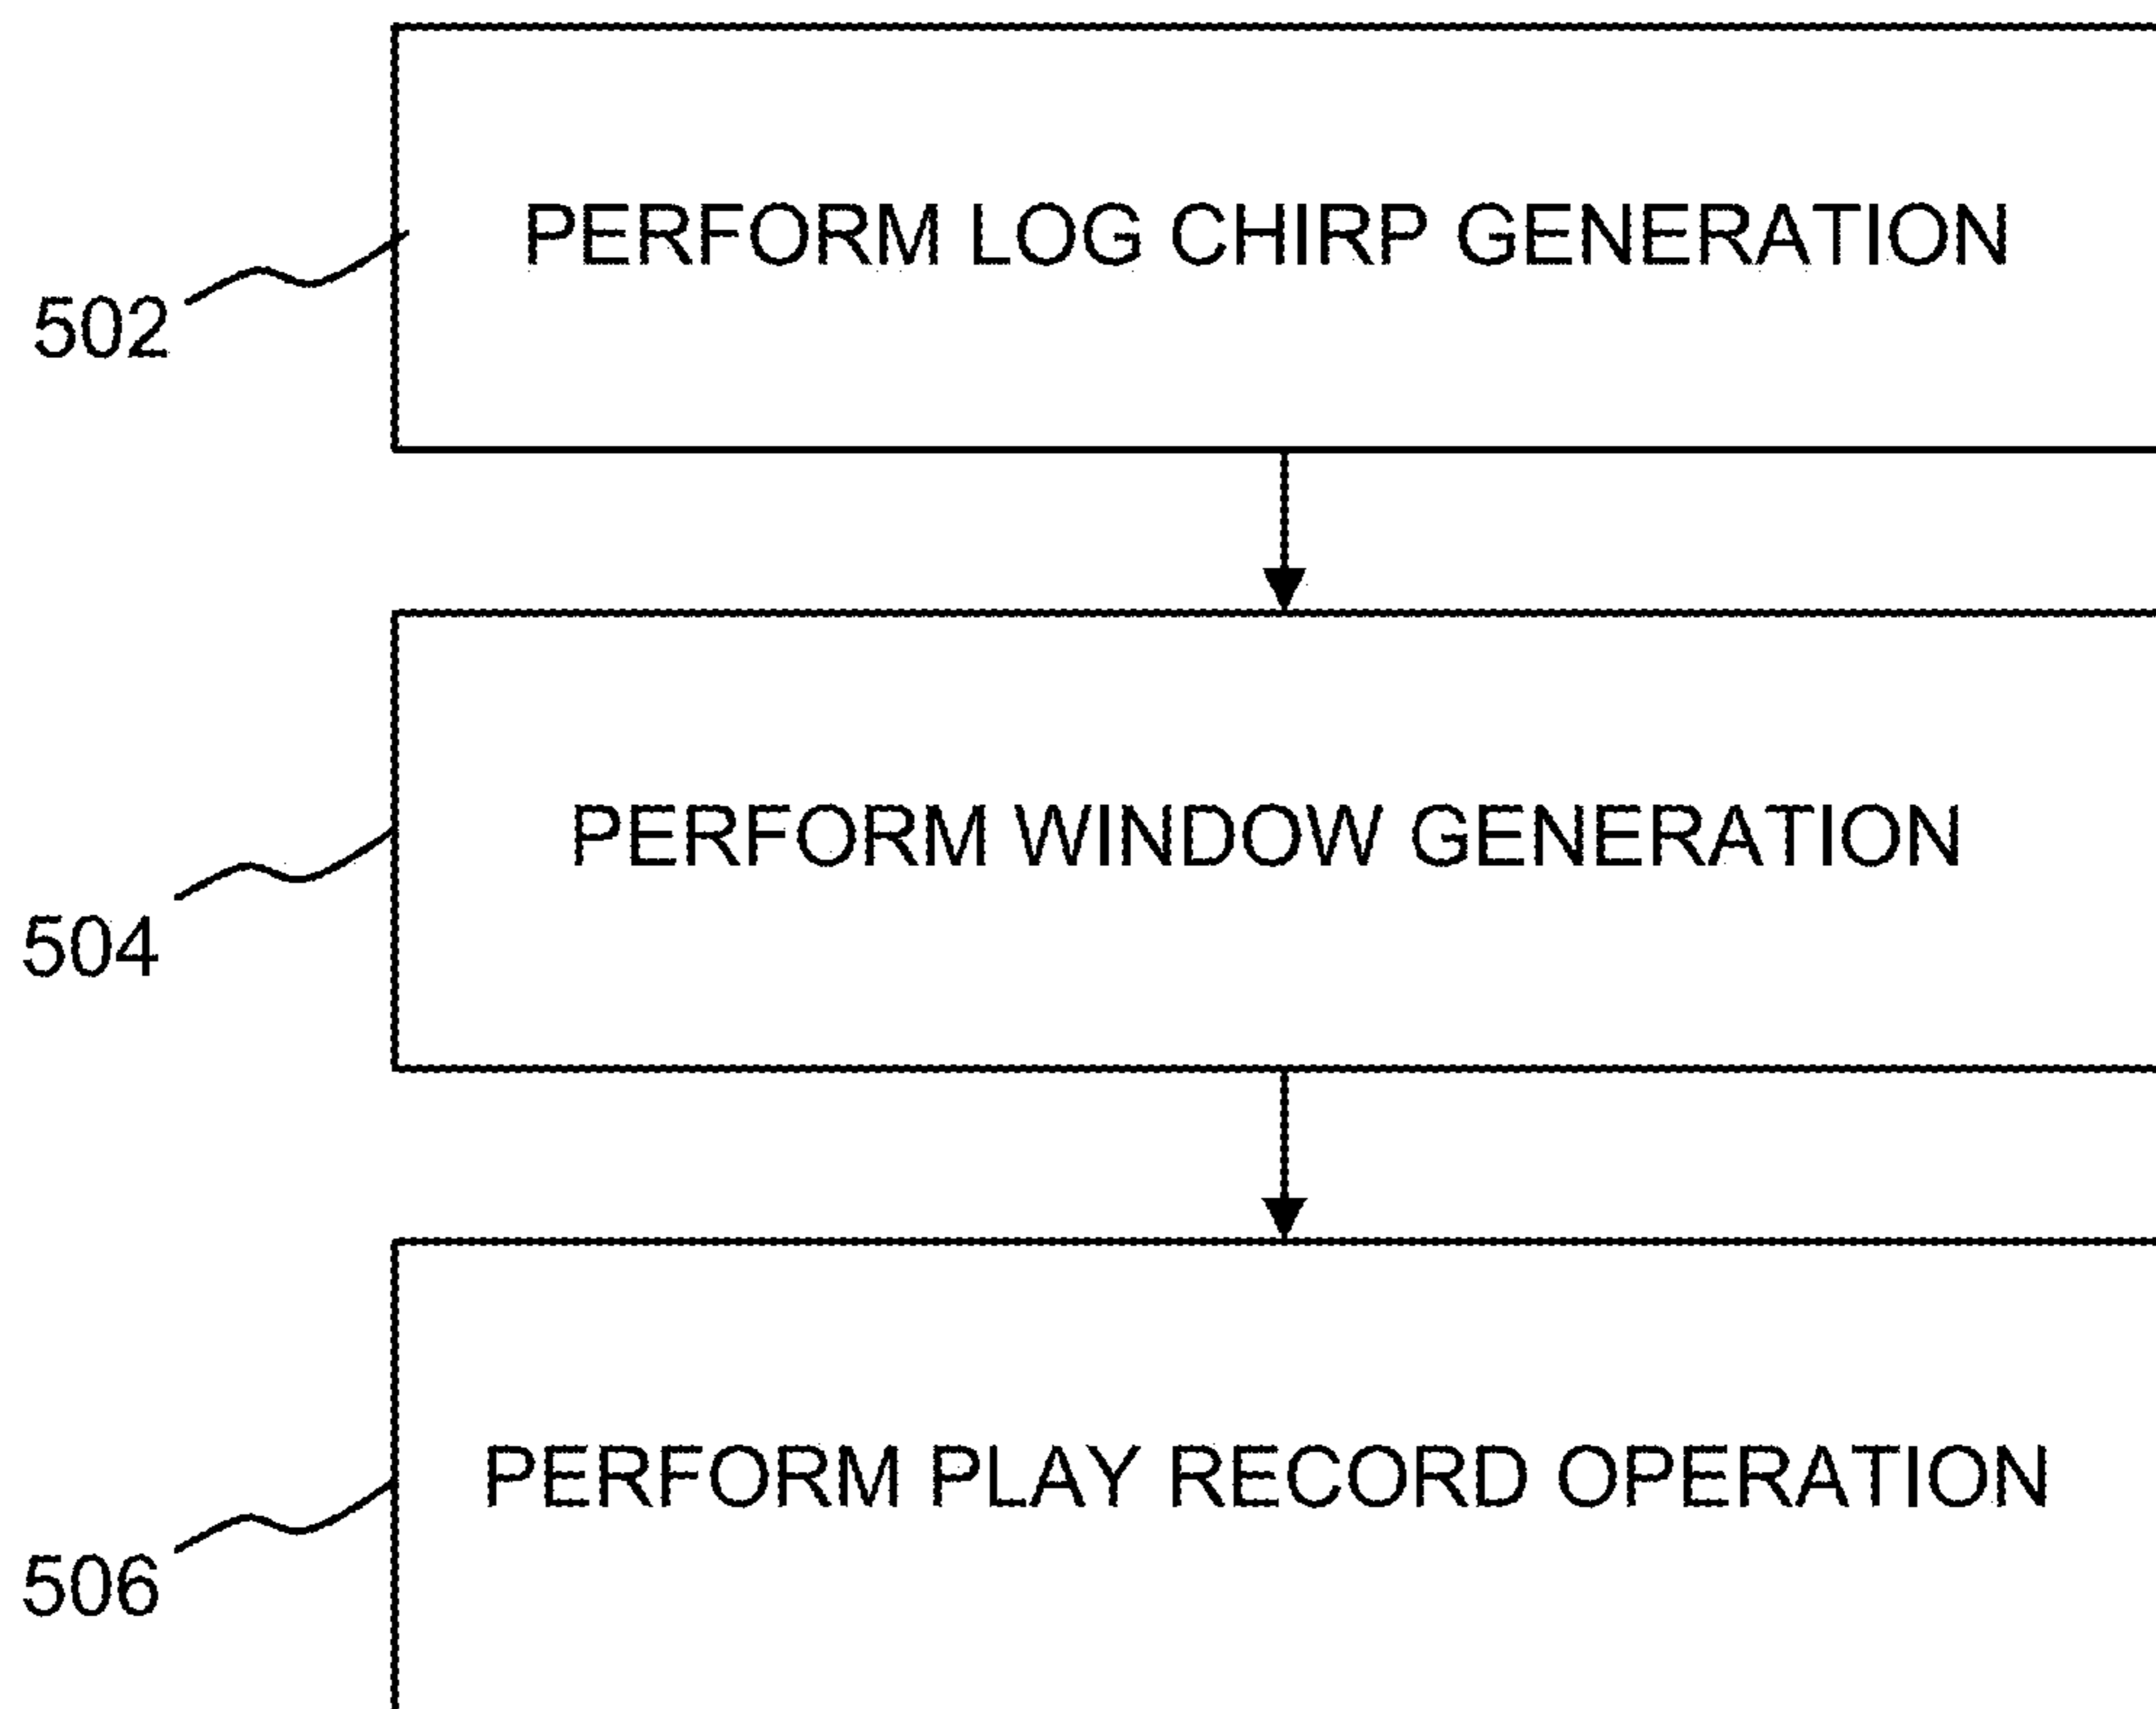 PERFORM LOG CHIRP GENERATION
502
PERFORM WINDOW GENERATION
504
PERFORM PLAY RECORD OPERATION
506